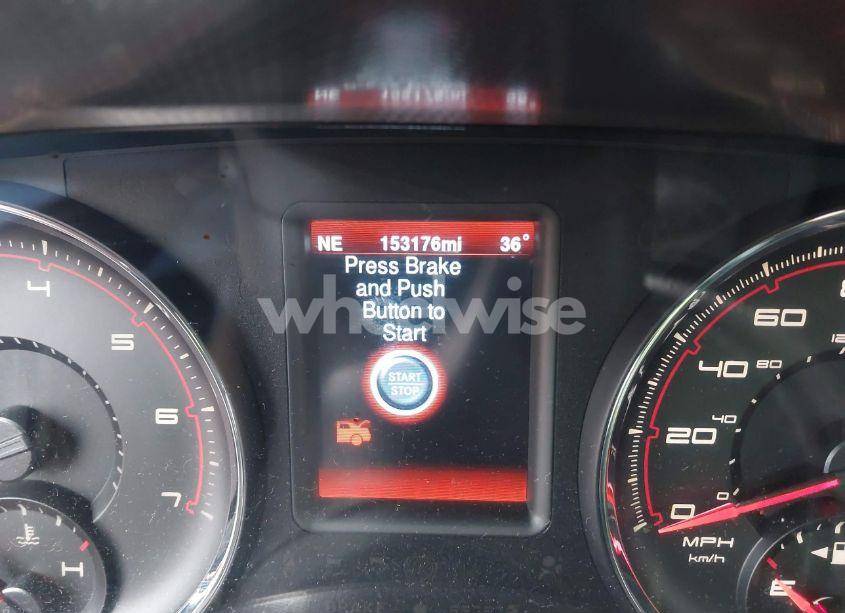 NE 153176mi 36°
Press Brake
and Push
Button to
Start
START
STOP
4
5
6
7
H
60
80
40
40
20
0
0
MPH
km/h
E